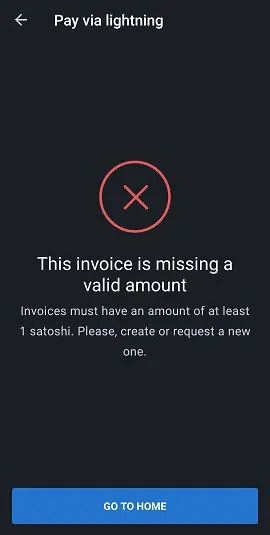 Pay via lightning
This invoice is missing a
valid amount
Invoices must have an amount of at least
1 satoshi. Please, create or request a new
one.
GO TO HOME